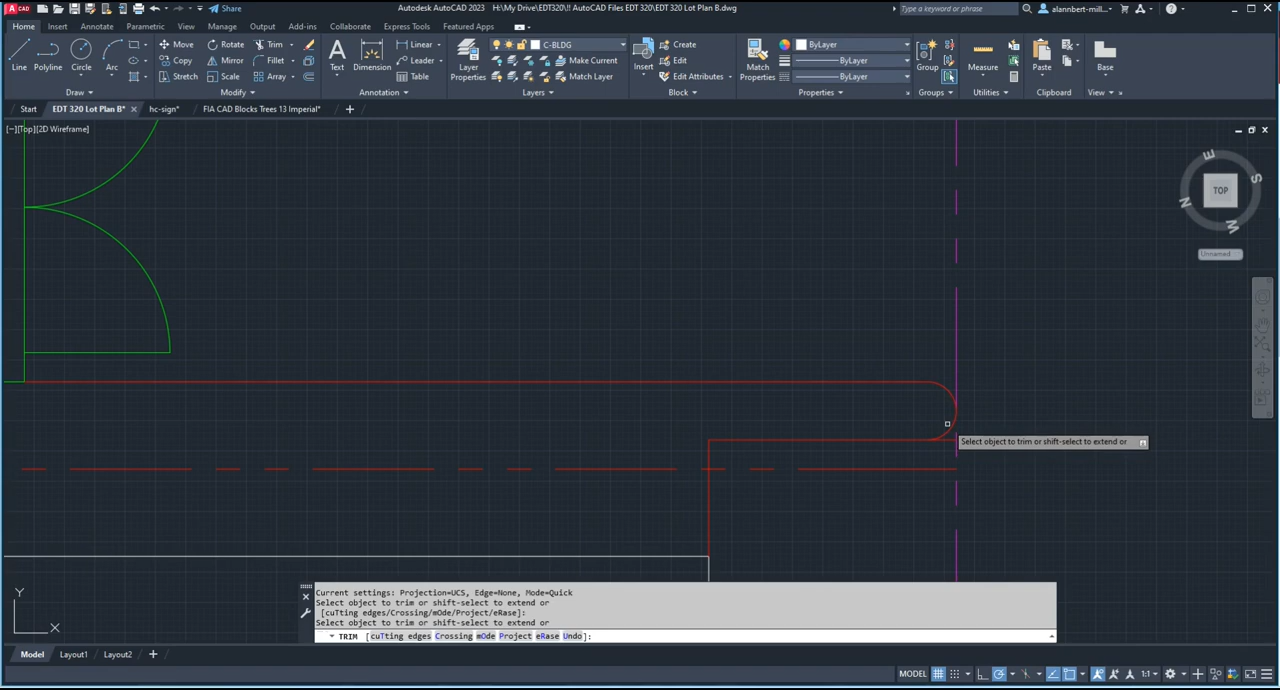 CAD
Share
Autodesk AutoCAD 2023 H:\My Drive\EDT320\!! AutoCAD Files EDT 320\EDT 320 Lot Plan B.dwg
Type a keyword or phrase
alannbert-mill...
Home Insert Annotate Parametric View Manage Output Add-ins Collaborate Express Tools Featured Apps
Line Polyline Circle Arc
Move Rotate Trim
Copy Mirror Fillet
Stretch Scale Array
Text Dimension
Linear
Leader
Table
Layer Properties
C-BLDG
Make Current
Match Layer
Insert
Create
Edit
Edit Attributes
Match Properties
ByLayer
ByLayer
ByLayer
Group
Measure
Paste
Base
Draw Modify Annotation Layers Block Properties Groups Utilities Clipboard View
Start EDT 320 Lot Plan B* hc-sign* FIA CAD Blocks Trees 13 Imperial*
[−][Top][2D Wireframe]
E
S
TOP
N
W
Unnamed
Select object to trim or shift-select to extend or
Y
X
Current settings: Projection=UCS, Edge=None, Mode=Quick
Select object to trim or shift-select to extend or
[cuTting edges/Crossing/mOde/Project/eRase]:
Select object to trim or shift-select to extend or
TRIM [cuTting edges Crossing mOde Project eRase Undo]:
Model Layout1 Layout2
MODEL
1:1